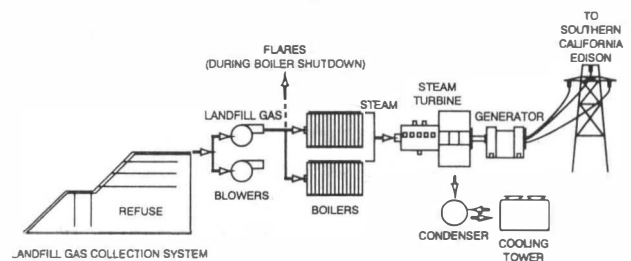 TO
SOUTHERN
CALIFORNIA
EDISON
FLARES
(DURING BOILER SHUTDOWN)
STEAM
TURBINE
LANDFILL GAS
STEAM
GENERATOR
REFUSE
BLOWERS
BOILERS
CONDENSER
COOLING
TOWER
LANDFILL GAS COLLECTION SYSTEM